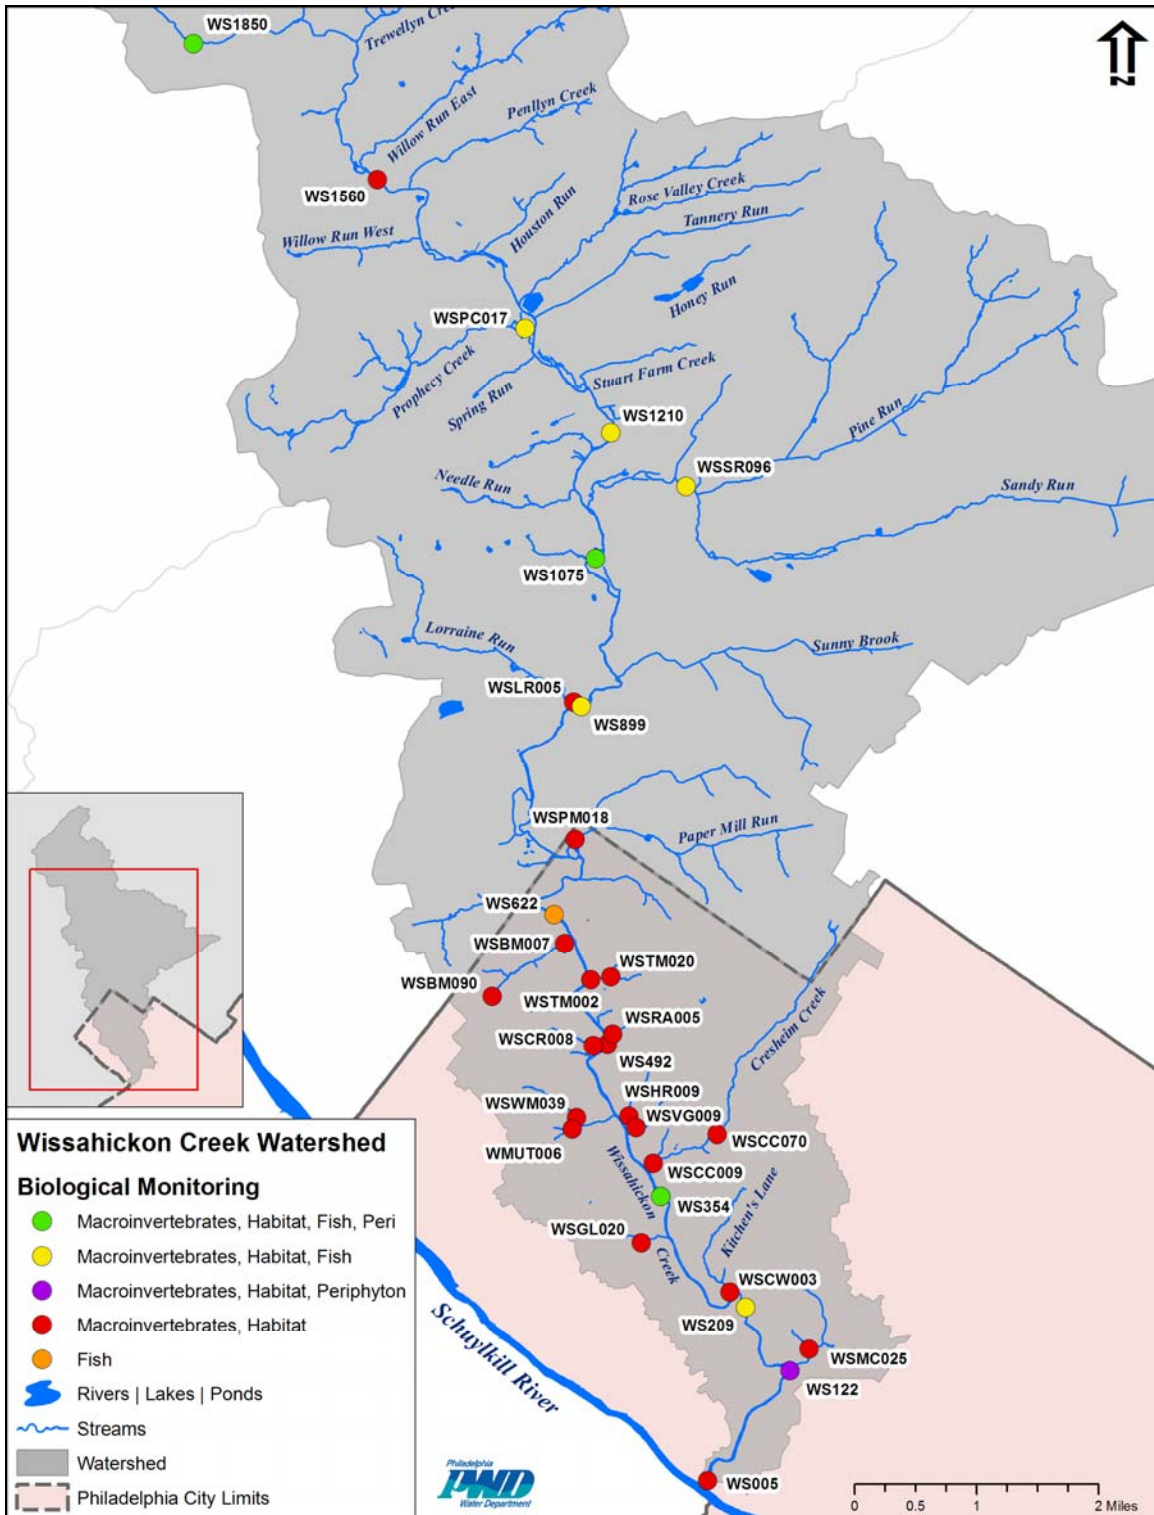 WS1850
Trewellyn Creek
N
Penllyn Creek
Willow Run East
WS1560
Rose Valley Creek
Tannery Run
Houston Run
Willow Run West
Honey Run
WSPC017
Stuart Farm Creek
Prophecy Creek
Spring Run
WS1210
Pine Run
WSSR096
Needle Run
Sandy Run
WS1075
Lorraine Run
Sunny Brook
WSLR005
WS899
WSPM018
Paper Mill Run
WS622
WSBM007
WSTM020
WSBM090
WSTM002
WSRA005
WSCR008
WS492
Cresheim Creek
WSHR009
WSWM039
WSVG009
WSCC070
WMUT006
WSCC009
Wissahickon
Creek
WS354
Kitchen's Lane
WSGL020
WSCW003
WS209
WSMC025
WS122
Schuylkill River
WS005
Wissahickon Creek Watershed
Biological Monitoring
Macroinvertebrates, Habitat, Fish, Peri
Macroinvertebrates, Habitat, Fish
Macroinvertebrates, Habitat, Periphyton
Macroinvertebrates, Habitat
Fish
Rivers | Lakes | Ponds
Streams
Watershed
Philadelphia City Limits
Philadelphia
PWD
Water Department
0 0.5 1 2 Miles